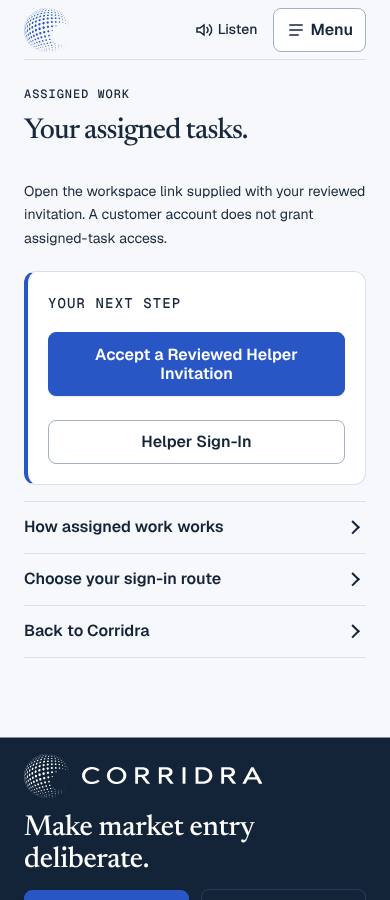 Listen
Menu
ASSIGNED WORK
Your assigned tasks.
Open the workspace link supplied with your reviewed
invitation. A customer account does not grant
assigned-task access.
YOUR NEXT STEP
Accept a Reviewed Helper
Invitation
Helper Sign-In
How assigned work works
Choose your sign-in route
Back to Corridra
CORRIDRA
Make market entry
deliberate.